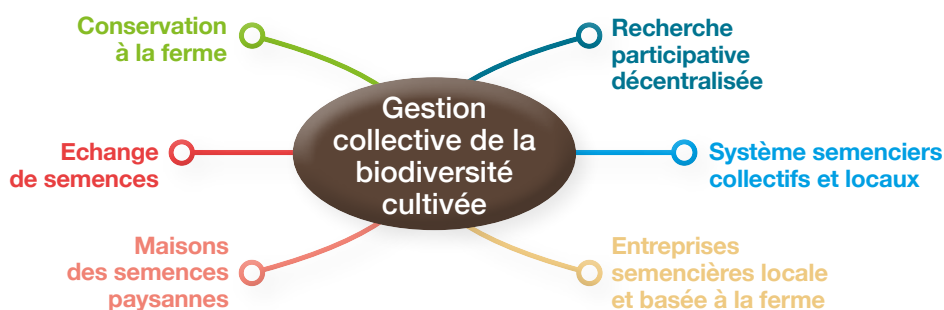 Conservation
à la ferme
Recherche
participative
décentralisée
Gestion
collective de la
biodiversité
cultivée
Echange
de semences
Système semenciers
collectifs et locaux
Maisons
des semences
paysannes
Entreprises
semencières locale
et basée à la ferme